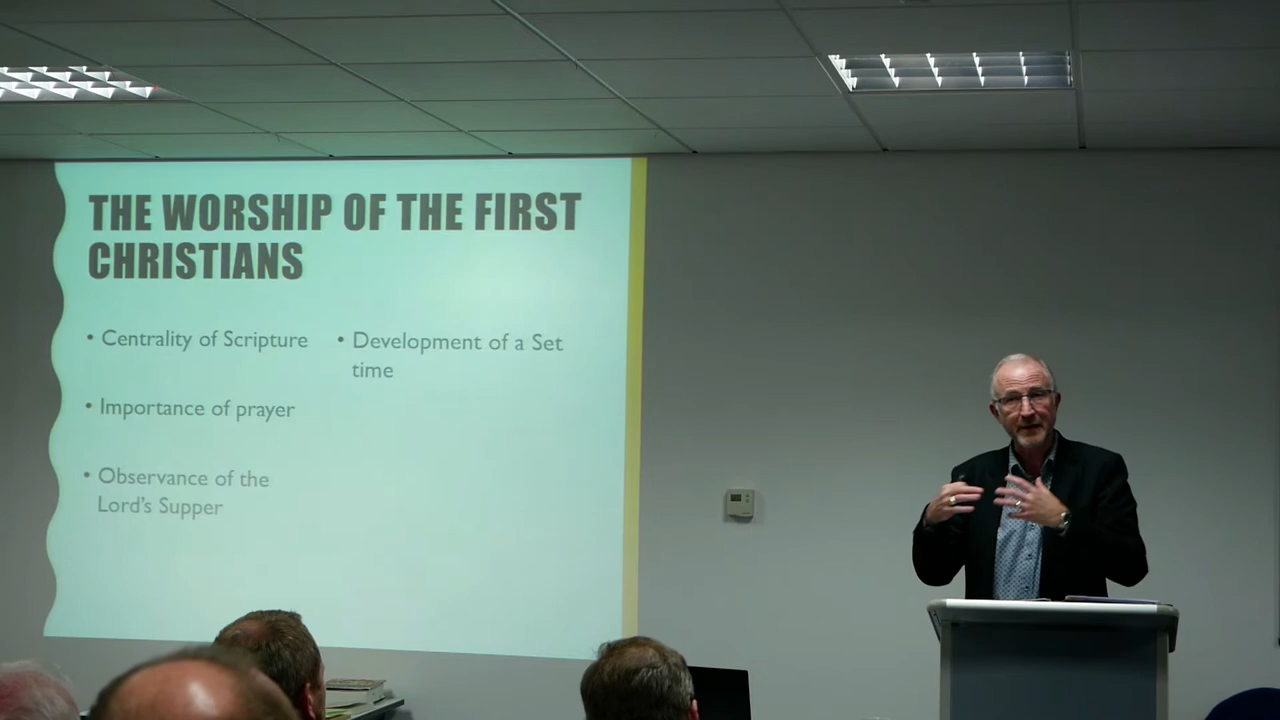 THE WORSHIP OF THE FIRST
CHRISTIANS
• Centrality of Scripture
• Importance of prayer
• Observance of the
Lord's Supper
• Development of a Set
time